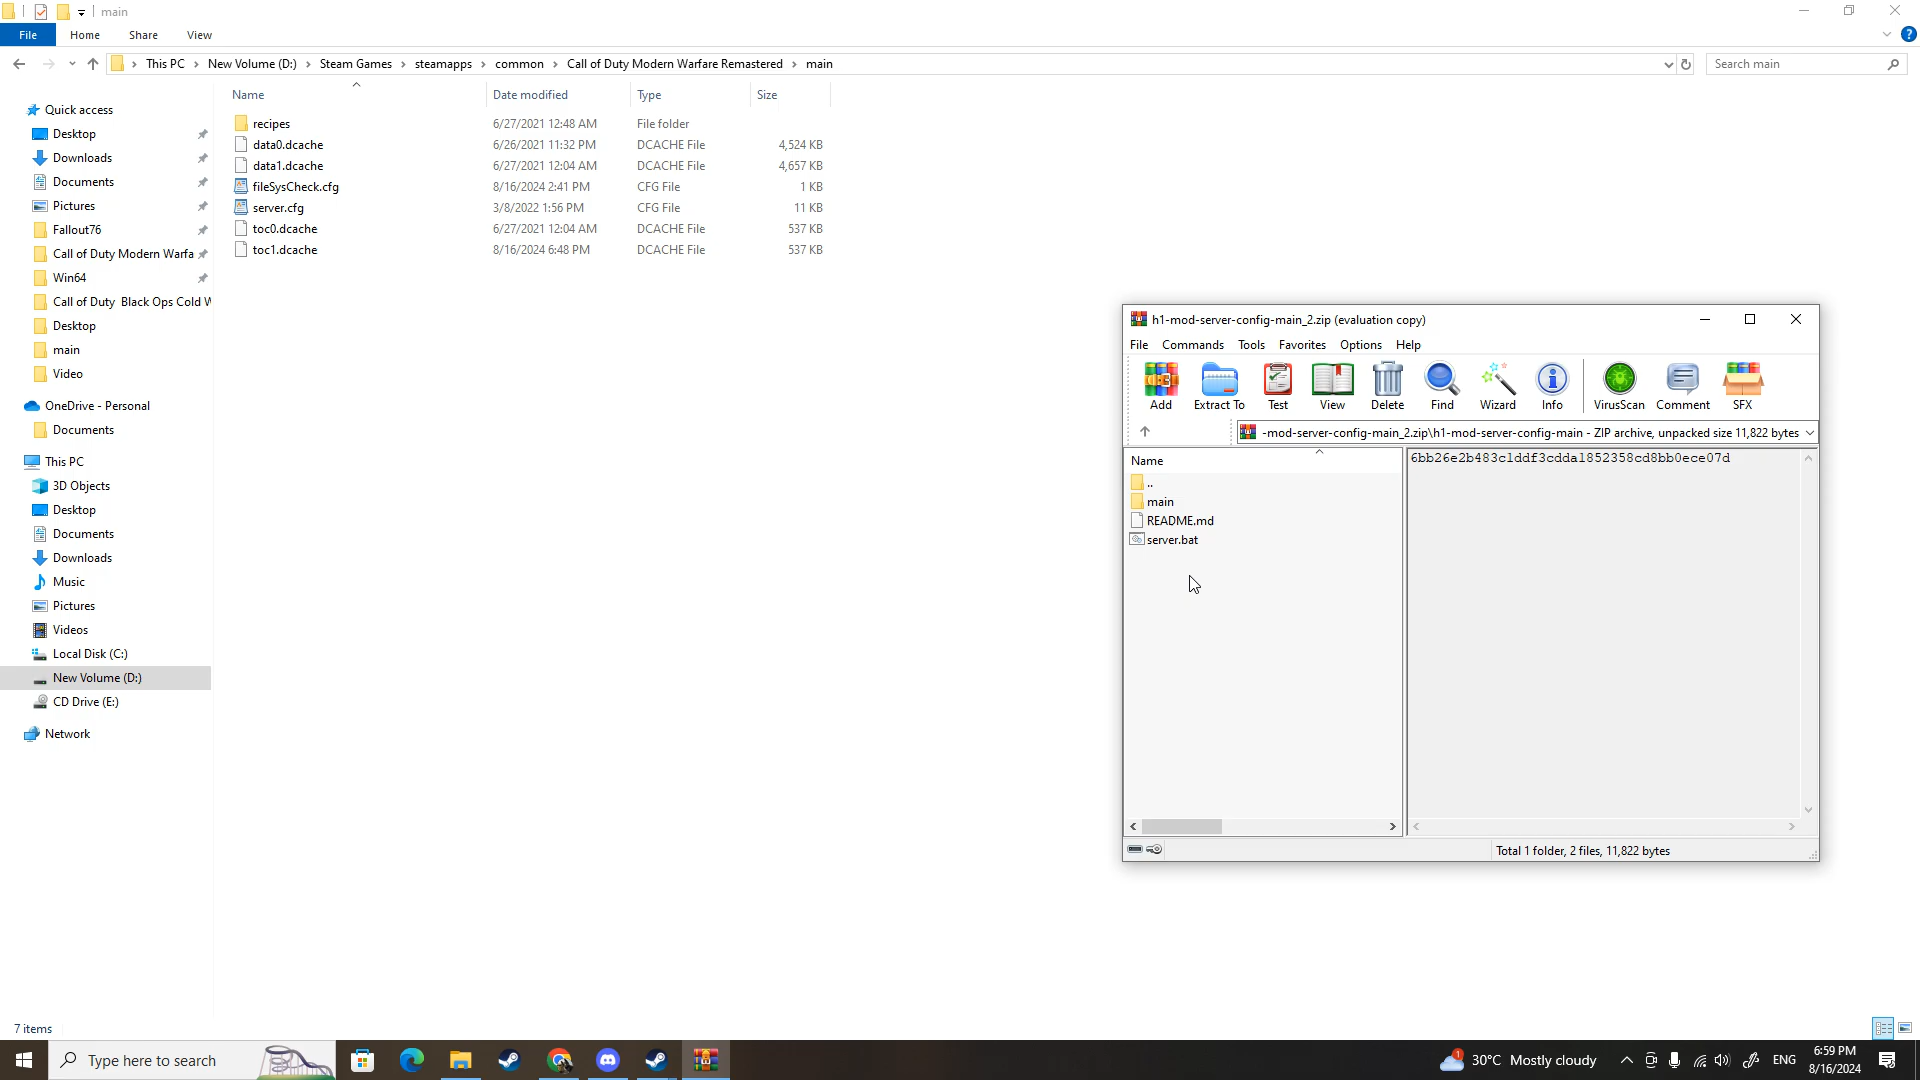 main
File
Home
Share
View
This PC
New Volume (D:)
Steam Games
steamapps
common
Call of Duty Modern Warfare Remastered
main
Search main
Name
Date modified
Type
Size
Quick access
Desktop
Downloads
Documents
Pictures
Fallout76
Call of Duty Modern Warfa
Win64
Call of Duty Black Ops Cold W
Desktop
main
Video
OneDrive - Personal
Documents
This PC
3D Objects
Desktop
Documents
Downloads
Music
Pictures
Videos
Local Disk (C:)
New Volume (D:)
CD Drive (E:)
Network
recipes 6/27/2021 12:48 AM File folder
data0.dcache 6/26/2021 11:32 PM DCACHE File 4,524 KB
data1.dcache 6/27/2021 12:04 AM DCACHE File 4,657 KB
fileSysCheck.cfg 8/16/2024 2:41 PM CFG File 1 KB
server.cfg 3/8/2022 1:56 PM CFG File 11 KB
toc0.dcache 6/27/2021 12:04 AM DCACHE File 537 KB
toc1.dcache 8/16/2024 6:48 PM DCACHE File 537 KB
h1-mod-server-config-main_2.zip (evaluation copy)
File Commands Tools Favorites Options Help
Add Extract To Test View Delete Find Wizard Info VirusScan Comment SFX
-mod-server-config-main_2.zip\h1-mod-server-config-main - ZIP archive, unpacked size 11,822 bytes
Name
..
main
README.md
server.bat
6bb26e2b483c1ddf3cdda1852358cd8bb0ece07d
Total 1 folder, 2 files, 11,822 bytes
7 items
Type here to search
1
30°C Mostly cloudy
ENG
6:59 PM
8/16/2024